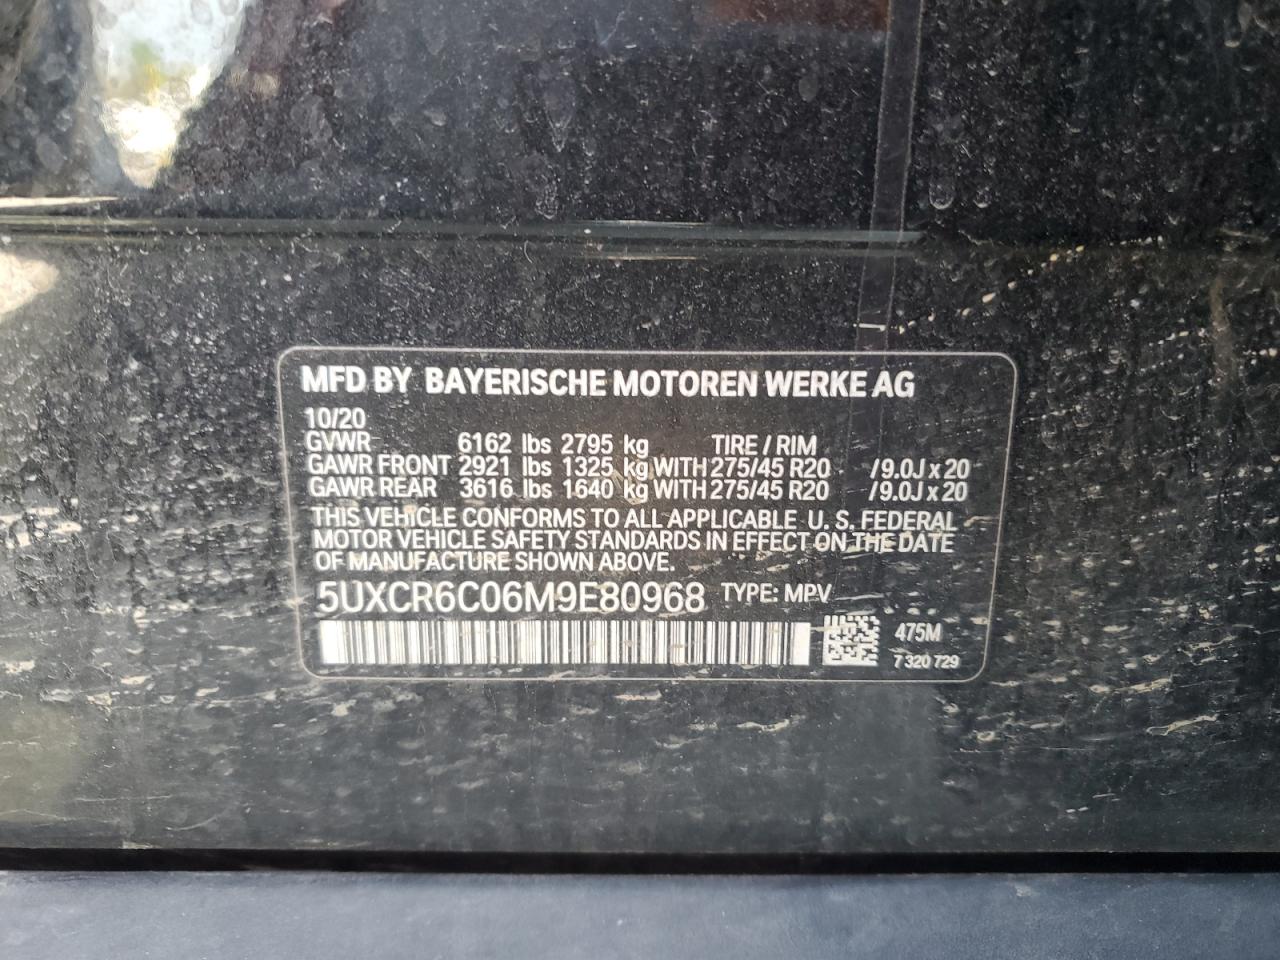 MFD BY BAYERISCHE MOTOREN WERKE AG
10/20
GVWR 6162 lbs 2795 kg TIRE / RIM
GAWR FRONT 2921 lbs 1325 kg WITH 275/45 R20 /9.0J x 20
GAWR REAR 3616 lbs 1640 kg WITH 275/45 R20 /9.0J x 20
THIS VEHICLE CONFORMS TO ALL APPLICABLE U. S. FEDERAL
MOTOR VEHICLE SAFETY STANDARDS IN EFFECT ON THE DATE
OF MANUFACTURE SHOWN ABOVE.
5UXCR6C06M9E80968 TYPE: MPV
475M
7 320 729